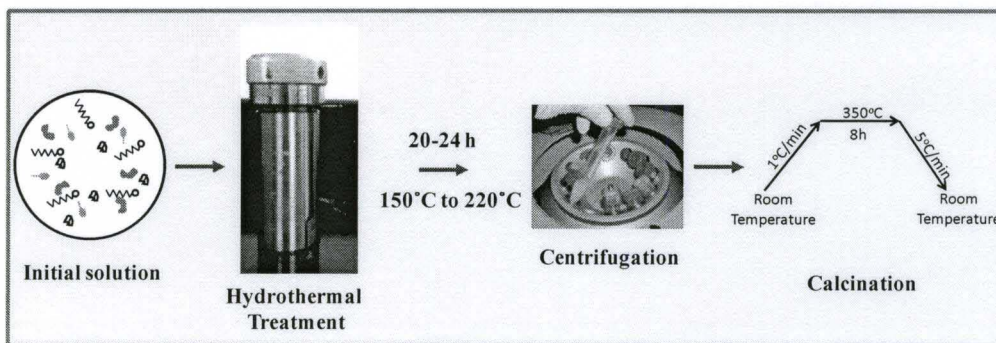 Initial solution
Hydrothermal
Treatment
20-24 h
150°C to 220°C
Centrifugation
1°C/min
350°C
8h
5°C/min
Room
Temperature
Room
Temperature
Calcination